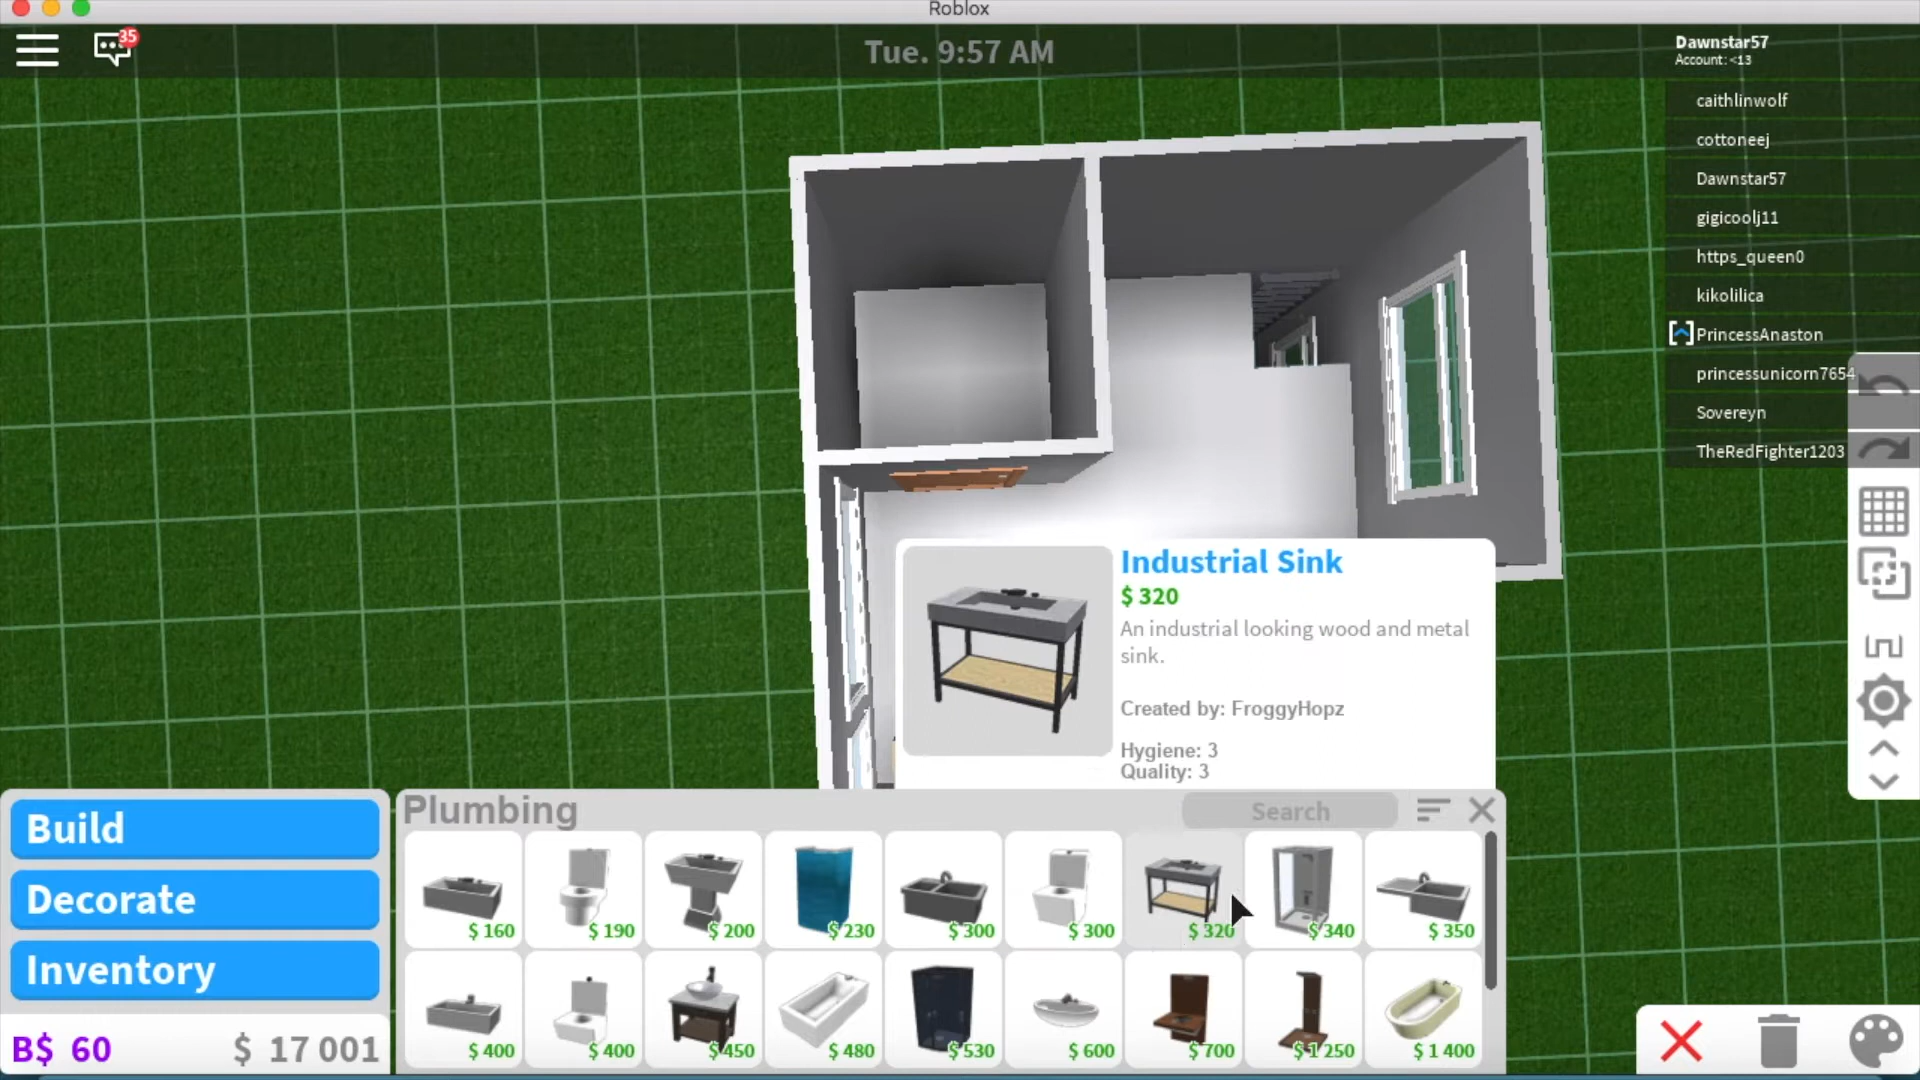 Roblox
35
Tue. 9:57 AM
Dawnstar57
Account: <13
caithlinwolf
cottoneej
Dawnstar57
gigicoolj11
https_queen0
kikolilica
PrincessAnaston
princessunicorn7654
Sovereyn
TheRedFighter1203
Industrial Sink
$ 320
An industrial looking wood and metal
sink.
Created by: FroggyHopz
Hygiene: 3
Quality: 3
Build
Decorate
Inventory
B$ 60
$ 17 001
Plumbing
Search
$ 160
$ 190
$ 200
$ 230
$ 300
$ 300
$ 320
$ 340
$ 350
$ 400
$ 400
$ 450
$ 480
$ 530
$ 600
$ 700
$ 1 250
$ 1 400